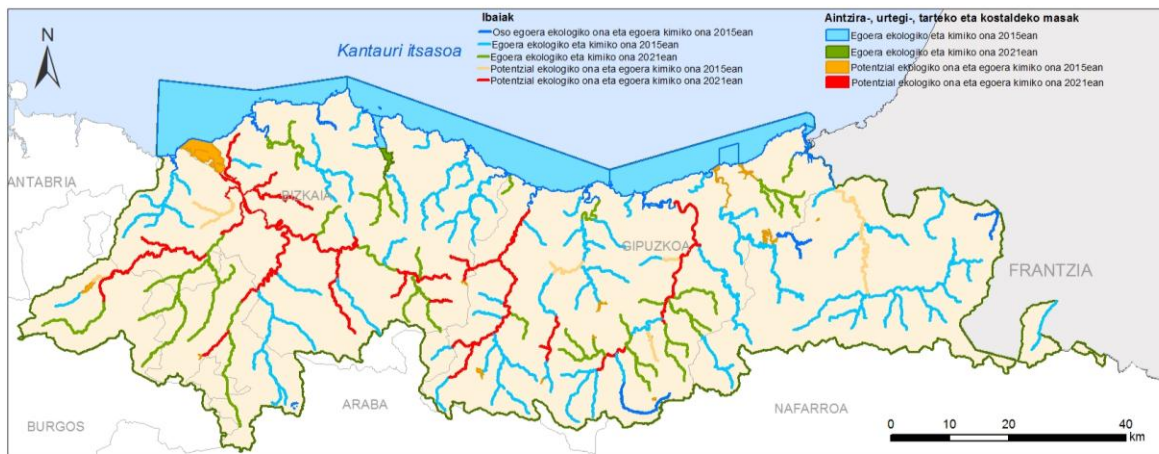 Ibaiak
Oso egoera ekologiko ona eta egoera kimiko ona 2015ean
Egoera ekologiko eta kimiko ona 2015ean
Egoera ekologiko eta kimiko ona 2021ean
Potentzial ekologiko ona eta egoera kimiko ona 2015ean
Potentzial ekologiko ona eta egoera kimiko ona 2021ean
Aintzira-, urtegi-, tarteko eta kostaldeko masak
Egoera ekologiko eta kimiko ona 2015ean
Egoera ekologiko eta kimiko ona 2021ean
Potentzial ekologiko ona eta egoera kimiko ona 2015ean
Potentzial ekologiko ona eta egoera kimiko ona 2021ean
N
Kantauri itsasoa
ANTABRIA
BIZKAIA
GIPUZKOA
FRANTZIA
ARABA
NAFARROA
BURGOS
0 10 20 40
km